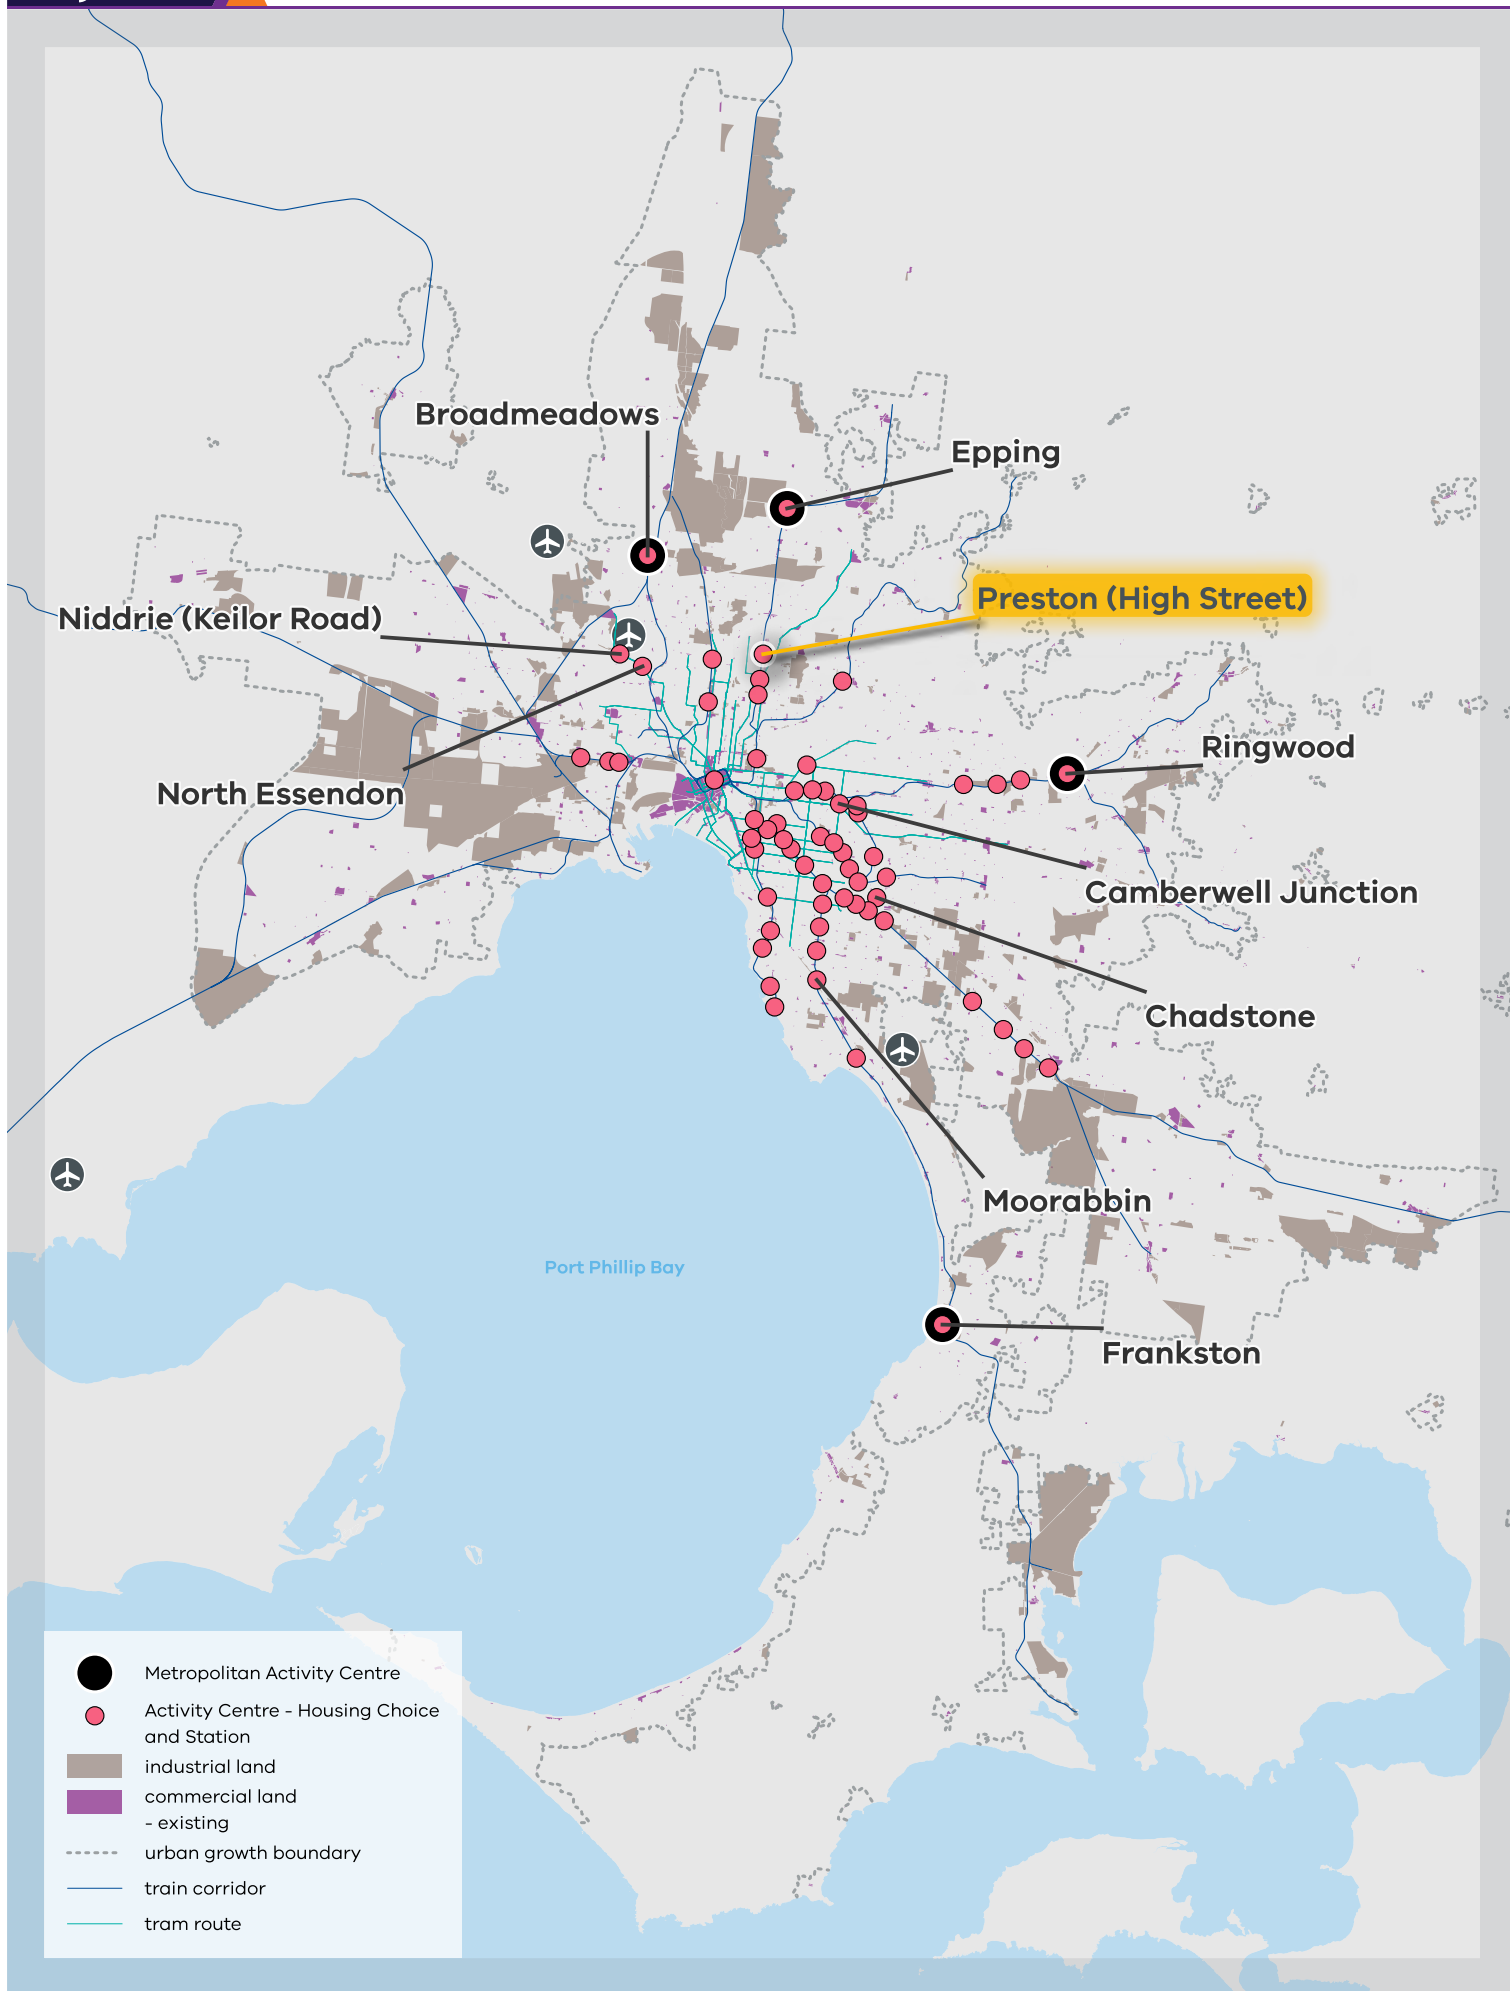 Broadmeadows
Epping
Preston (High Street)
Niddrie (Keilor Road)
Ringwood
North Essendon
Camberwell Junction
Chadstone
Moorabbin
Port Phillip Bay
Frankston
Metropolitan Activity Centre
Activity Centre - Housing Choice
and Station
industrial land
commercial land
- existing
urban growth boundary
train corridor
tram route